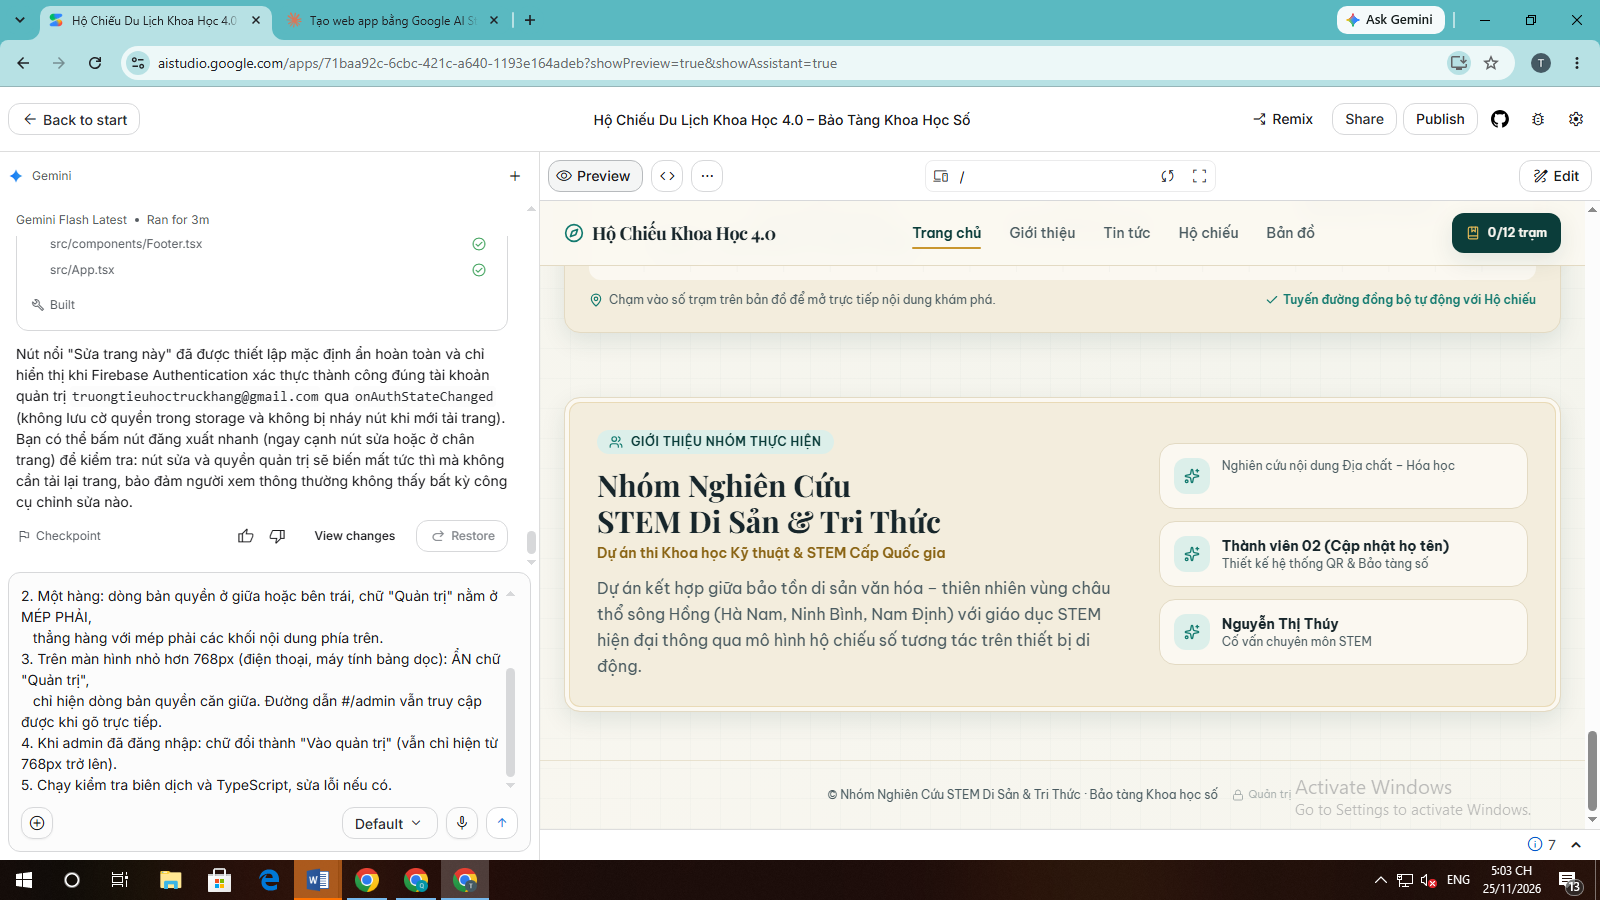 Hộ Chiếu Du Lịch Khoa Học 4.0
Tạo web app bằng Google AI St
Ask Gemini
aistudio.google.com/apps/71baa92c-6cbc-421c-a640-1193e164adeb?showPreview=true&showAssistant=true
T
Back to start
Hộ Chiếu Du Lịch Khoa Học 4.0 – Bảo Tàng Khoa Học Số
Remix
Share
Publish
Gemini
Preview
/
Edit
Gemini Flash Latest • Ran for 3m
src/components/Footer.tsx
src/App.tsx
Built
Nút nổi "Sửa trang này" đã được thiết lập mặc định ẩn hoàn toàn và chỉ
hiển thị khi Firebase Authentication xác thực thành công đúng tài khoản
quản trị truongtieuhoctruckhang@gmail.com qua onAuthStateChanged
(không lưu cờ quyền trong storage và không bị nháy nút khi mới tải trang).
Bạn có thể bấm nút đăng xuất nhanh (ngay cạnh nút sửa hoặc ở chân
trang) để kiểm tra: nút sửa và quyền quản trị sẽ biến mất tức thì mà không
cần tải lại trang, bảo đảm người xem thông thường không thấy bất kỳ công
cụ chỉnh sửa nào.
Checkpoint
View changes
Restore
2. Một hàng: dòng bản quyền ở giữa hoặc bên trái, chữ "Quản trị" nằm ở
MÉP PHẢI,
thẳng hàng với mép phải các khối nội dung phía trên.
3. Trên màn hình nhỏ hơn 768px (điện thoại, máy tính bảng dọc): ẨN chữ
"Quản trị",
chỉ hiện dòng bản quyền căn giữa. Đường dẫn #/admin vẫn truy cập
được khi gõ trực tiếp.
4. Khi admin đã đăng nhập: chữ đổi thành "Vào quản trị" (vẫn chỉ hiện từ
768px trở lên).
5. Chạy kiểm tra biên dịch và TypeScript, sửa lỗi nếu có.
Default
Hộ Chiếu Khoa Học 4.0
Trang chủ
Giới thiệu
Tin tức
Hộ chiếu
Bản đồ
0/12 trạm
Chạm vào số trạm trên bản đồ để mở trực tiếp nội dung khám phá.
Tuyến đường đồng bộ tự động với Hộ chiếu
GIỚI THIỆU NHÓM THỰC HIỆN
Nhóm Nghiên Cứu
STEM Di Sản & Tri Thức
Dự án thi Khoa học Kỹ thuật & STEM Cấp Quốc gia
Dự án kết hợp giữa bảo tồn di sản văn hóa – thiên nhiên vùng châu
thổ sông Hồng (Hà Nam, Ninh Bình, Nam Định) với giáo dục STEM
hiện đại thông qua mô hình hộ chiếu số tương tác trên thiết bị di
động.
Nghiên cứu nội dung Địa chất – Hóa học
Thành viên 02 (Cập nhật họ tên)
Thiết kế hệ thống QR & Bảo tàng số
Nguyễn Thị Thúy
Cố vấn chuyên môn STEM
© Nhóm Nghiên Cứu STEM Di Sản & Tri Thức · Bảo tàng Khoa học số
Quản trị
Activate Windows
Go to Settings to activate Windows.
7
ENG
5:03 CH
25/11/2026
13